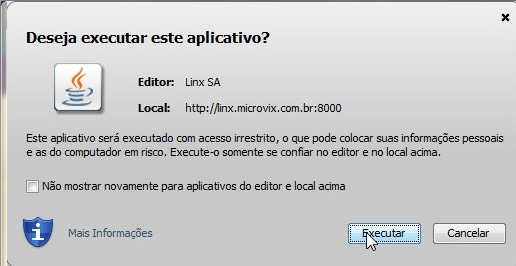 Deseja executar este aplicativo?
Editor: Linx SA
Local: http://linx.microvix.com.br:8000
Este aplicativo será executado com acesso irrestrito, o que pode colocar suas informações pessoais
e as do computador em risco. Execute-o somente se confiar no editor e no local acima.
Não mostrar novamente para aplicativos do editor e local acima
Mais Informações
Executar
Cancelar